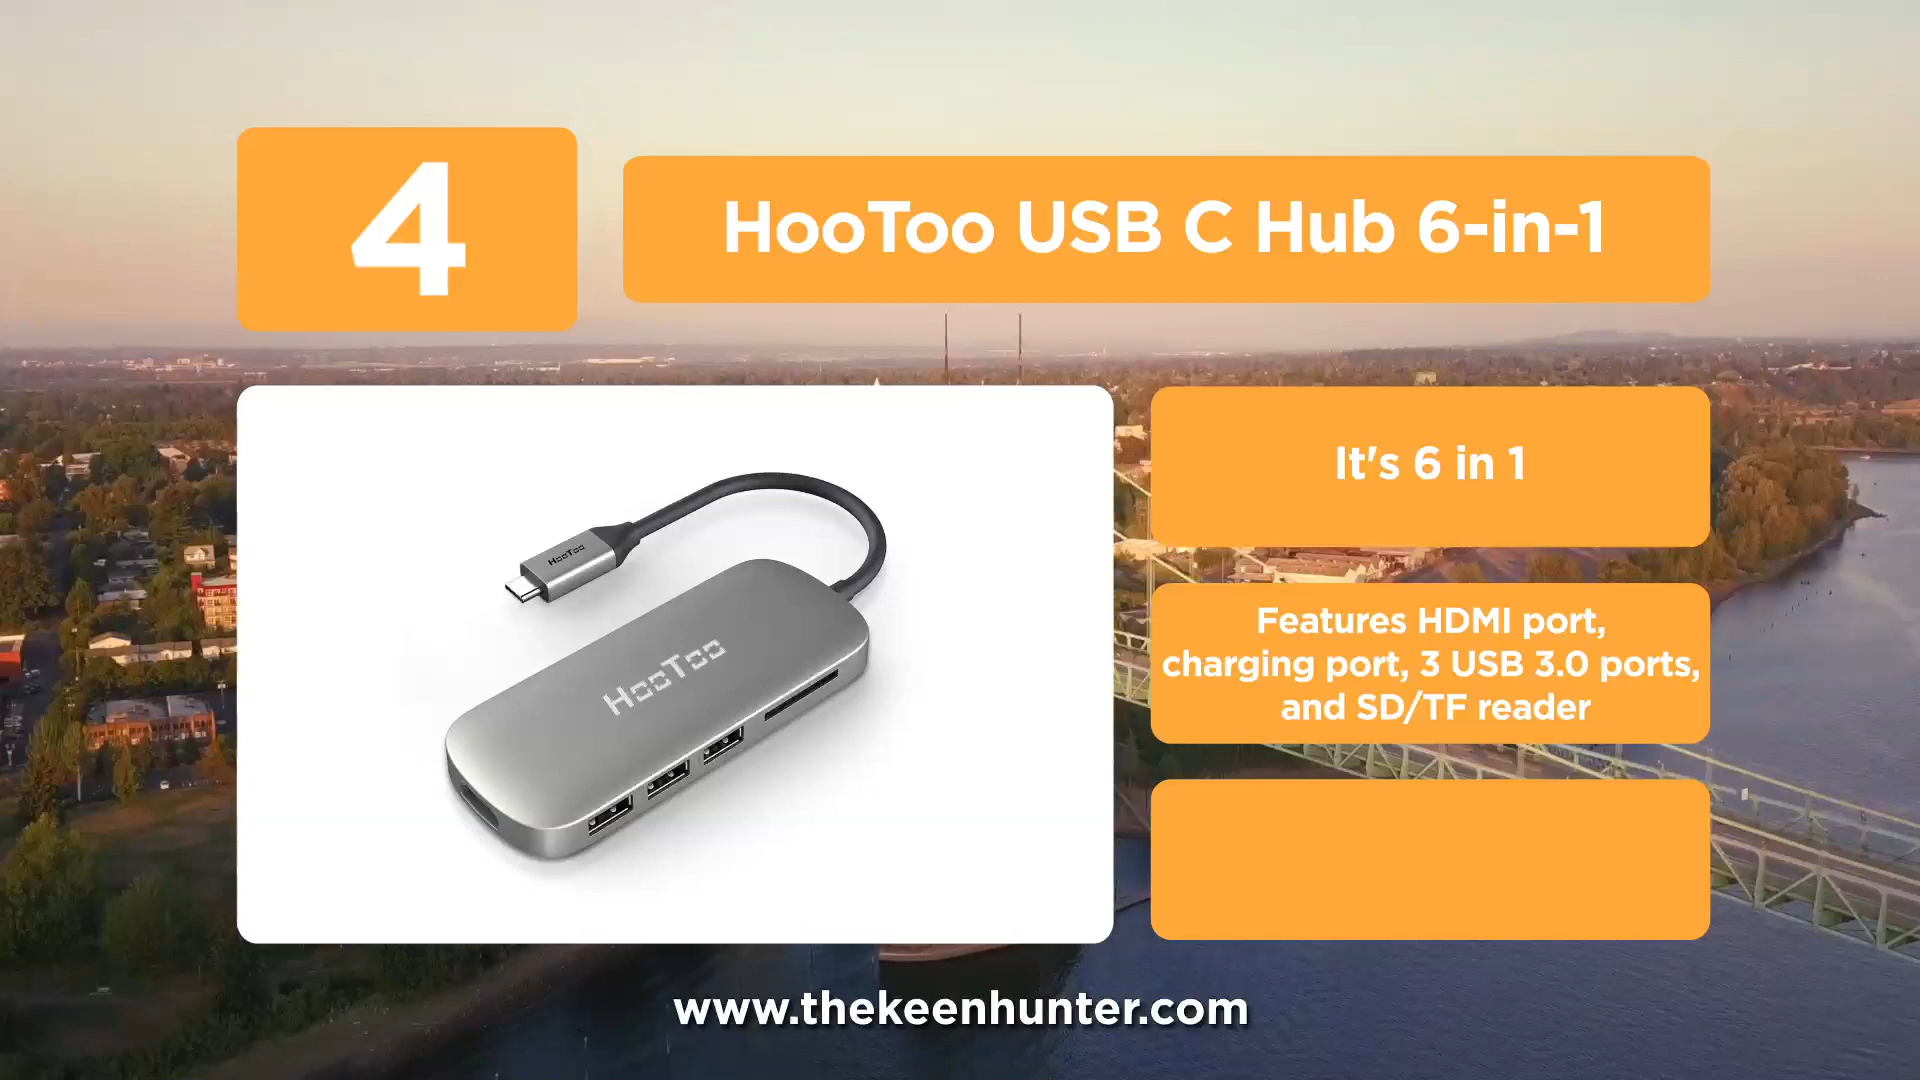 4
HooToo USB C Hub 6-in-1
It's 6 in 1
HooToo
HooToo
Features HDMI port,
charging port, 3 USB 3.0 ports,
and SD/TF reader
www.thekeenhunter.com